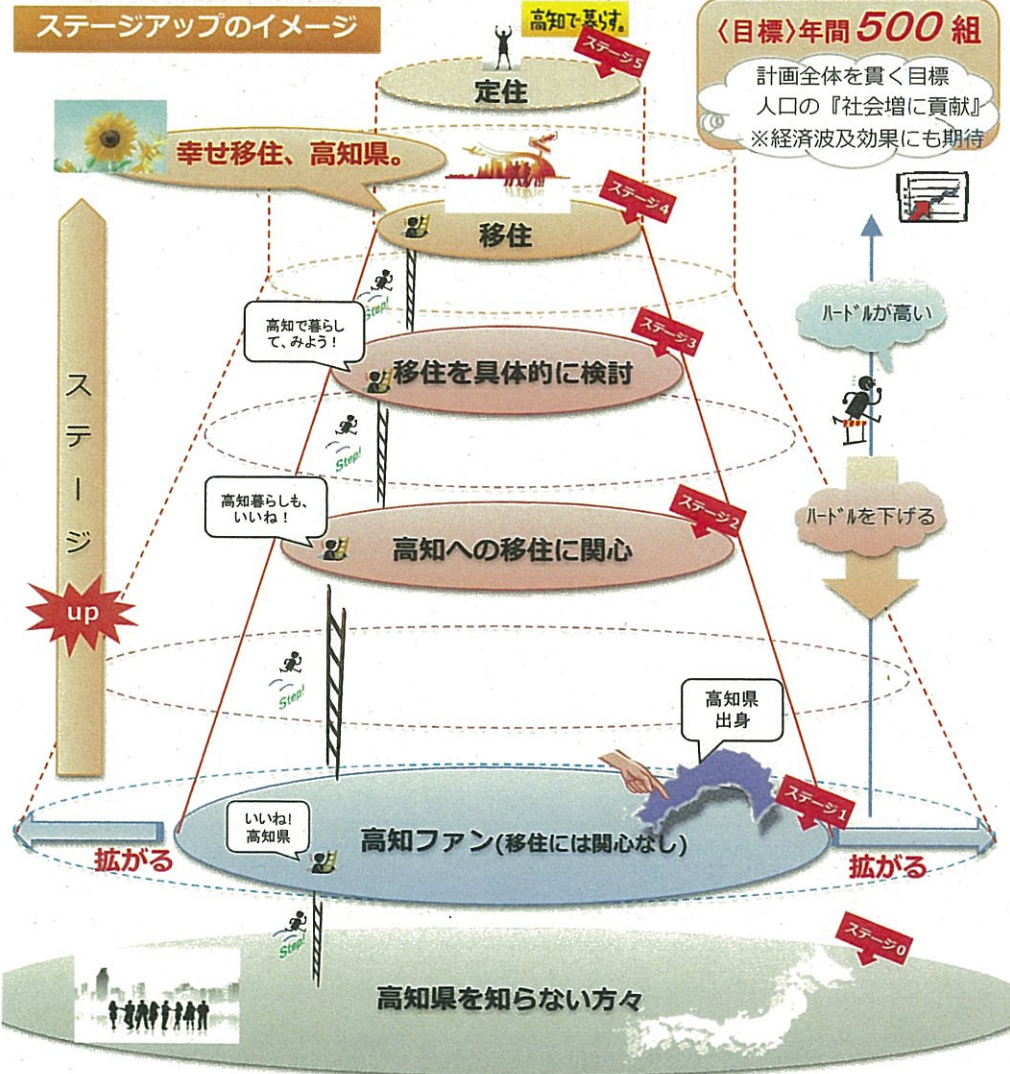 ステージアップのイメージ
高知で暮らす。
ステージ5
定住
〈目標〉年間500組
計画全体を貫く目標
人口の『社会増に貢献』
※経済波及効果にも期待
幸せ移住、高知県。
ステージ4
移住
Step!
ハードルが高い
高知で暮らし
て、みよう！
ステージ3
移住を具体的に検討
ステージ
Step!
高知暮らしも、
いいね！
ステージ2
高知への移住に関心
ハードルを下げる
up
Step!
高知県
出身
ステージ1
いいね!
高知県
高知ファン(移住には関心なし)
拡がる
拡がる
Step!
ステージ0
高知県を知らない方々